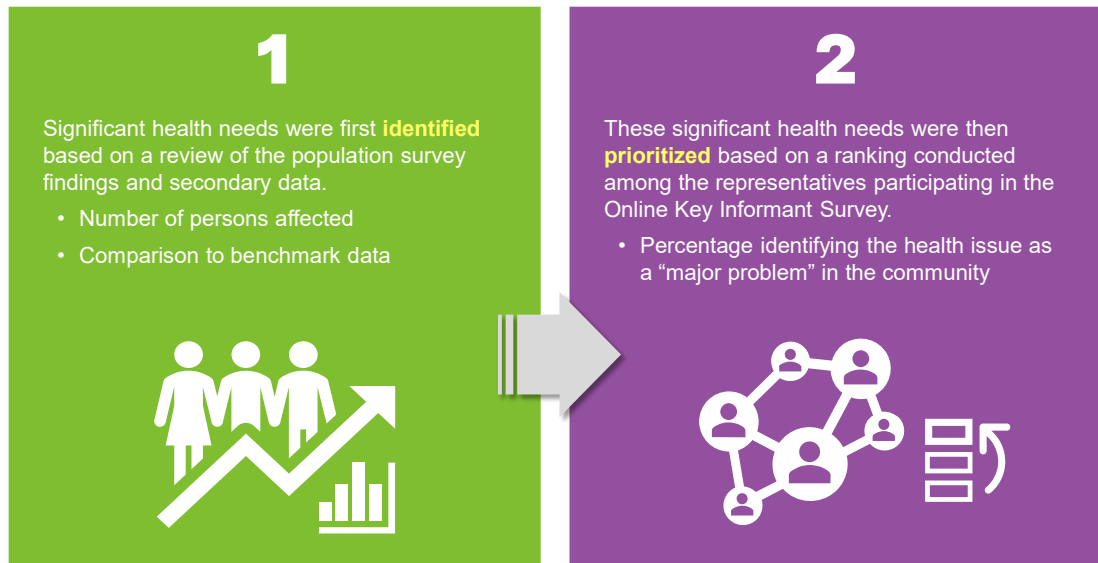 1
Significant health needs were first identified
based on a review of the population survey
findings and secondary data.
• Number of persons affected
• Comparison to benchmark data
2
These significant health needs were then
prioritized based on a ranking conducted
among the representatives participating in the
Online Key Informant Survey.
• Percentage identifying the health issue as
a “major problem” in the community